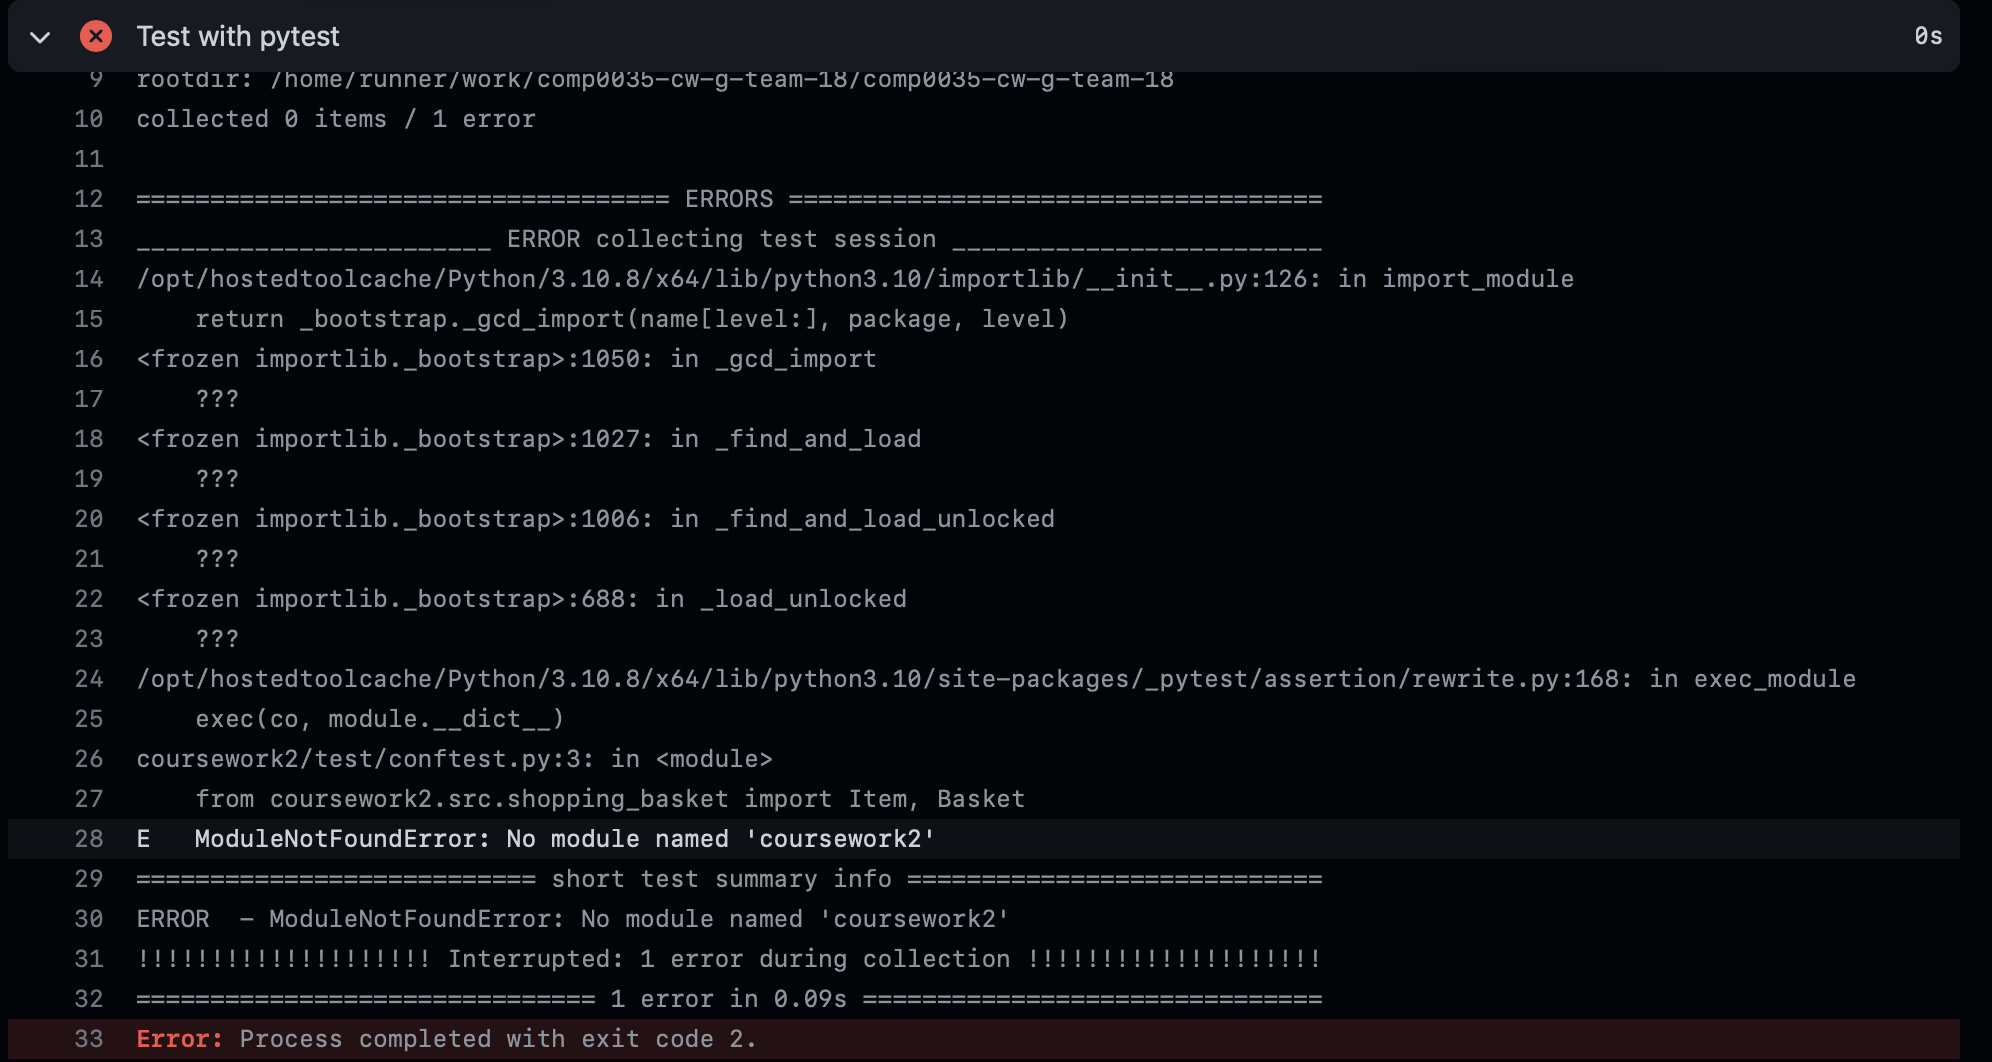 Test with pytest 0s
9 rootdir: /home/runner/work/comp0035-cw-g-team-18/comp0035-cw-g-team-18
10 collected 0 items / 1 error
11
12 ==================================== ERRORS ====================================
13 ________________________ ERROR collecting test session _________________________
14 /opt/hostedtoolcache/Python/3.10.8/x64/lib/python3.10/importlib/__init__.py:126: in import_module
15     return _bootstrap._gcd_import(name[level:], package, level)
16 <frozen importlib._bootstrap>:1050: in _gcd_import
17     ???
18 <frozen importlib._bootstrap>:1027: in _find_and_load
19     ???
20 <frozen importlib._bootstrap>:1006: in _find_and_load_unlocked
21     ???
22 <frozen importlib._bootstrap>:688: in _load_unlocked
23     ???
24 /opt/hostedtoolcache/Python/3.10.8/x64/lib/python3.10/site-packages/_pytest/assertion/rewrite.py:168: in exec_module
25     exec(co, module.__dict__)
26 coursework2/test/conftest.py:3: in <module>
27     from coursework2.src.shopping_basket import Item, Basket
28 E   ModuleNotFoundError: No module named 'coursework2'
29 =========================== short test summary info ============================
30 ERROR  - ModuleNotFoundError: No module named 'coursework2'
31 !!!!!!!!!!!!!!!!!!!! Interrupted: 1 error during collection !!!!!!!!!!!!!!!!!!!!
32 =============================== 1 error in 0.09s ===============================
33 Error: Process completed with exit code 2.